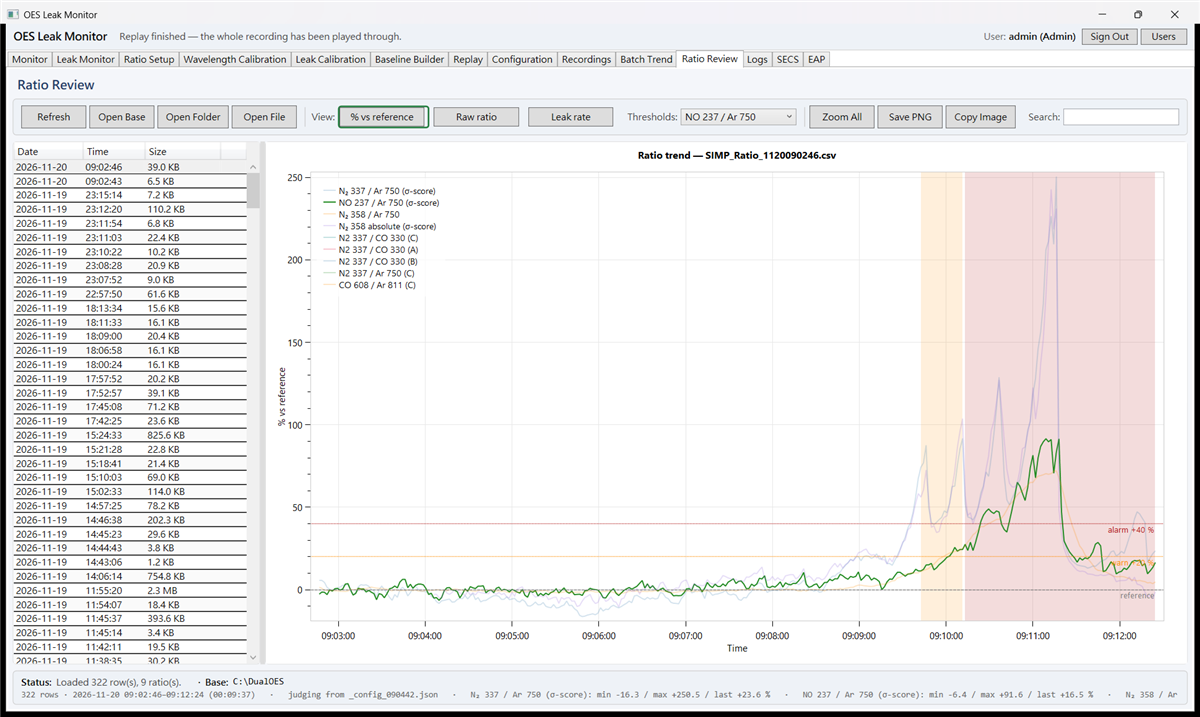 OES Leak Monitor
OES Leak Monitor Replay finished — the whole recording has been played through. User: admin (Admin) Sign Out Users
Monitor Leak Monitor Ratio Setup Wavelength Calibration Leak Calibration Baseline Builder Replay Configuration Recordings Batch Trend Ratio Review Logs SECS EAP
Ratio Review
Refresh Open Base Open Folder Open File View: % vs reference Raw ratio Leak rate Thresholds: NO 237 / Ar 750 Zoom All Save PNG Copy Image Search:
Date Time Size
2026-11-20 09:02:46 39.0 KB
2026-11-20 09:02:43 6.5 KB
2026-11-19 23:15:14 7.2 KB
2026-11-19 23:12:20 110.2 KB
2026-11-19 23:11:54 6.8 KB
2026-11-19 23:11:03 22.4 KB
2026-11-19 23:10:22 10.2 KB
2026-11-19 23:08:28 20.9 KB
2026-11-19 23:07:52 9.0 KB
2026-11-19 22:57:50 61.6 KB
2026-11-19 18:13:34 15.6 KB
2026-11-19 18:11:33 16.1 KB
2026-11-19 18:09:00 20.4 KB
2026-11-19 18:06:58 16.1 KB
2026-11-19 18:00:24 16.1 KB
2026-11-19 17:57:52 20.2 KB
2026-11-19 17:52:57 39.1 KB
2026-11-19 17:45:08 71.2 KB
2026-11-19 17:42:25 23.6 KB
2026-11-19 15:24:33 825.6 KB
2026-11-19 15:21:28 22.8 KB
2026-11-19 15:18:41 21.4 KB
2026-11-19 15:10:03 69.0 KB
2026-11-19 15:02:33 114.0 KB
2026-11-19 14:57:25 78.2 KB
2026-11-19 14:46:38 202.3 KB
2026-11-19 14:45:23 29.6 KB
2026-11-19 14:44:43 3.8 KB
2026-11-19 14:43:06 1.2 KB
2026-11-19 14:06:14 754.8 KB
2026-11-19 11:55:20 2.3 MB
2026-11-19 11:54:07 18.4 KB
2026-11-19 11:45:37 393.6 KB
2026-11-19 11:45:14 3.4 KB
2026-11-19 11:42:11 19.5 KB
2026-11-19 11:38:35 30.2 KB
Ratio trend — SIMP_Ratio_1120090246.csv
N₂ 337 / Ar 750 (σ-score)
NO 237 / Ar 750 (σ-score)
N₂ 358 / Ar 750
N₂ 358 absolute (σ-score)
N2 337 / CO 330 (C)
N2 337 / CO 330 (A)
N2 337 / CO 330 (B)
N2 337 / Ar 750 (C)
CO 608 / Ar 811 (C)
250
200
150
100
50
0
% vs reference
alarm +40 %
reference
09:03:00 09:04:00 09:05:00 09:06:00 09:07:00 09:08:00 09:09:00 09:10:00 09:11:00 09:12:00
Time
Status: Loaded 322 row(s), 9 ratio(s). · Base: C:\DualOES
322 rows · 2026-11-20 09:02:46–09:12:24 (00:09:37) · judging from _config_090442.json · N₂ 337 / Ar 750 (σ-score): min -16.3 / max +250.5 / last +23.6 % · NO 237 / Ar 750 (σ-score): min -6.4 / max +91.6 / last +16.5 % · N₂ 358 / Ar